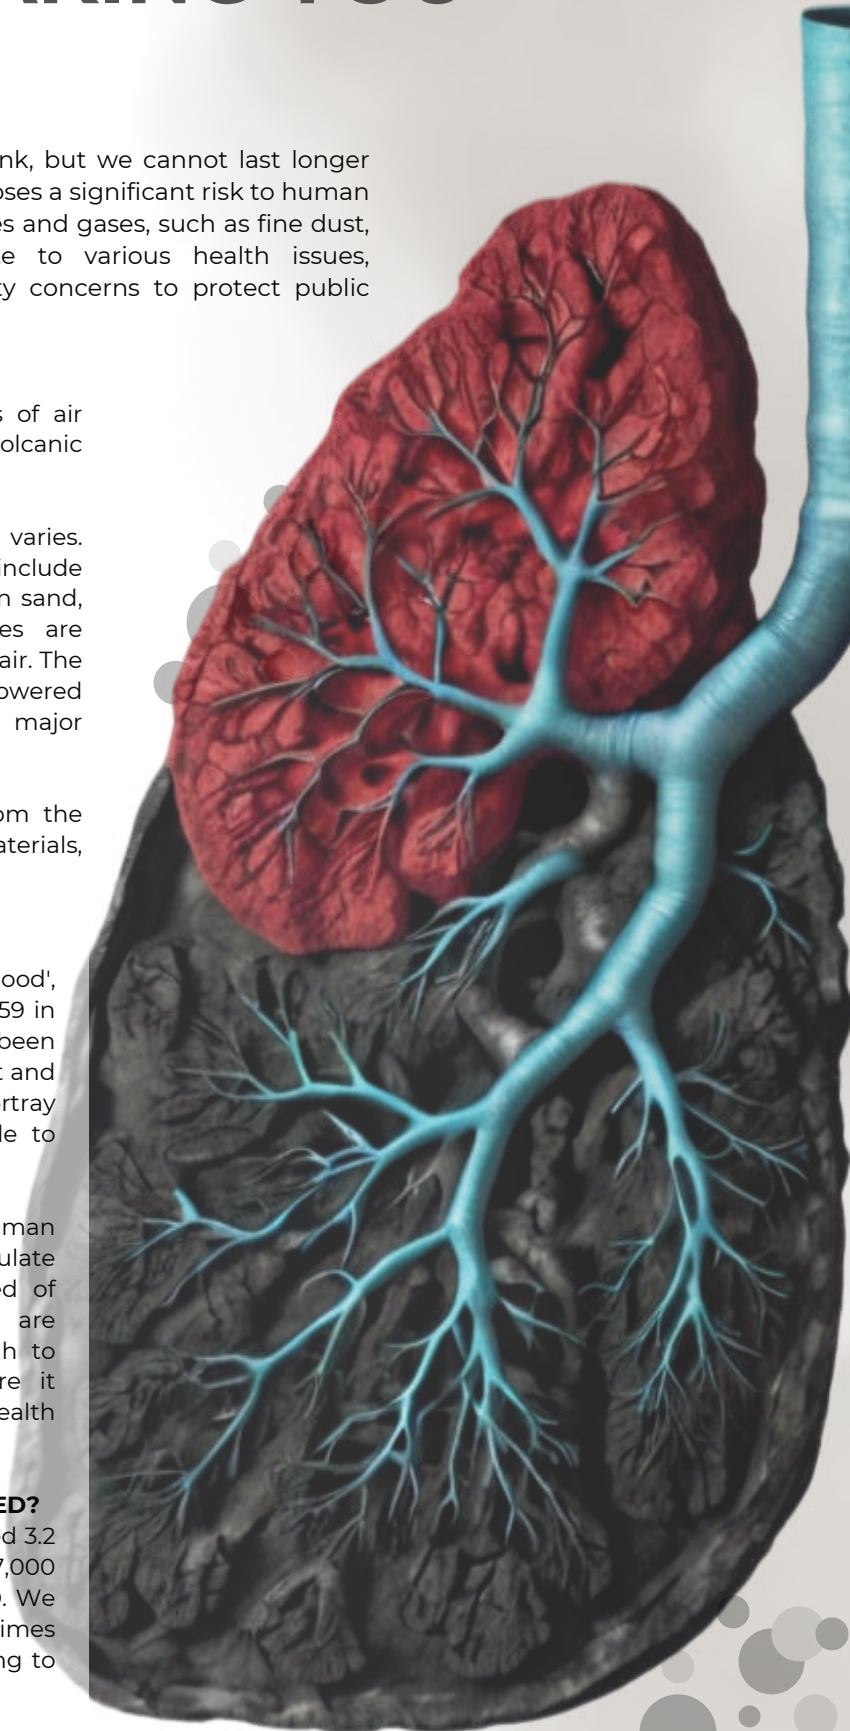 YOU
nk, but we cannot last longer
oses a significant risk to human
es and gases, such as fine dust,
e to various health issues,
ty concerns to protect public
s of air
olcanic
varies.
include
n sand,
es are
air. The
owered
major
om the
aterials,
ood',
59 in
been
t and
rtray
le to
man
ulate
ed of
are
h to
re it
ealth
ED?
ed 3.2
7,000
. We
imes
ng to